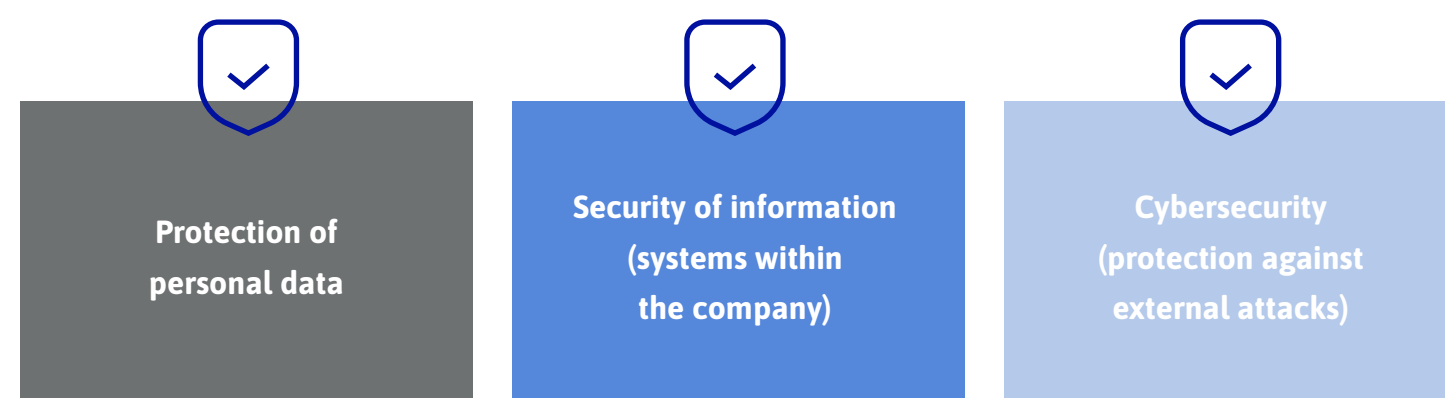 Protection of
personal data
Security of information
(systems within
the company)
Cybersecurity
(protection against
external attacks)